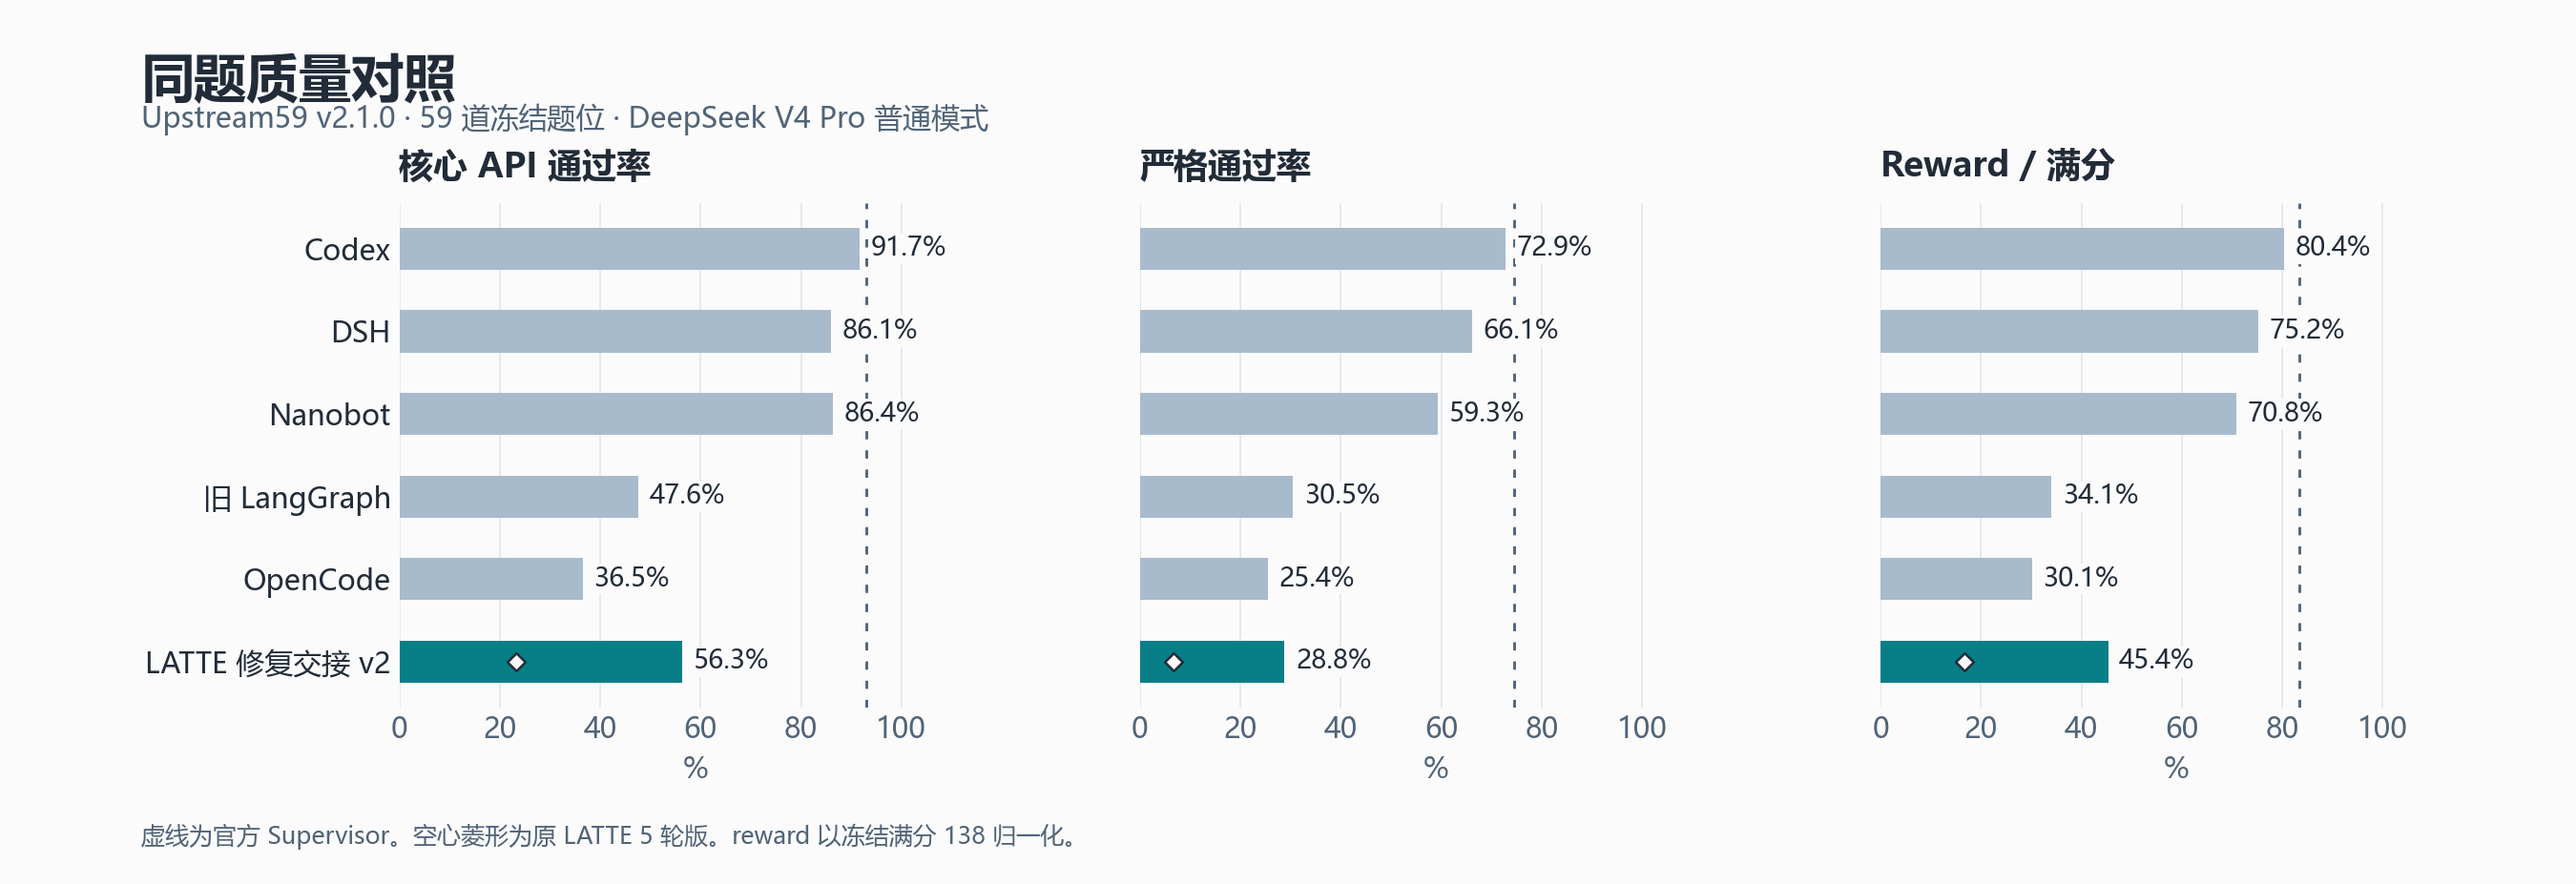 同题质量对照
Upstream59 v2.1.0 · 59 道冻结题位 · DeepSeek V4 Pro 普通模式
核心 API 通过率
Codex 91.7%
DSH 86.1%
Nanobot 86.4%
旧 LangGraph 47.6%
OpenCode 36.5%
LATTE 修复交接 v2 56.3%
0 20 40 60 80 100
%
严格通过率
72.9%
66.1%
59.3%
30.5%
25.4%
28.8%
0 20 40 60 80 100
%
Reward / 满分
80.4%
75.2%
70.8%
34.1%
30.1%
45.4%
0 20 40 60 80 100
%
虚线为官方 Supervisor。空心菱形为原 LATTE 5 轮版。reward 以冻结满分 138 归一化。